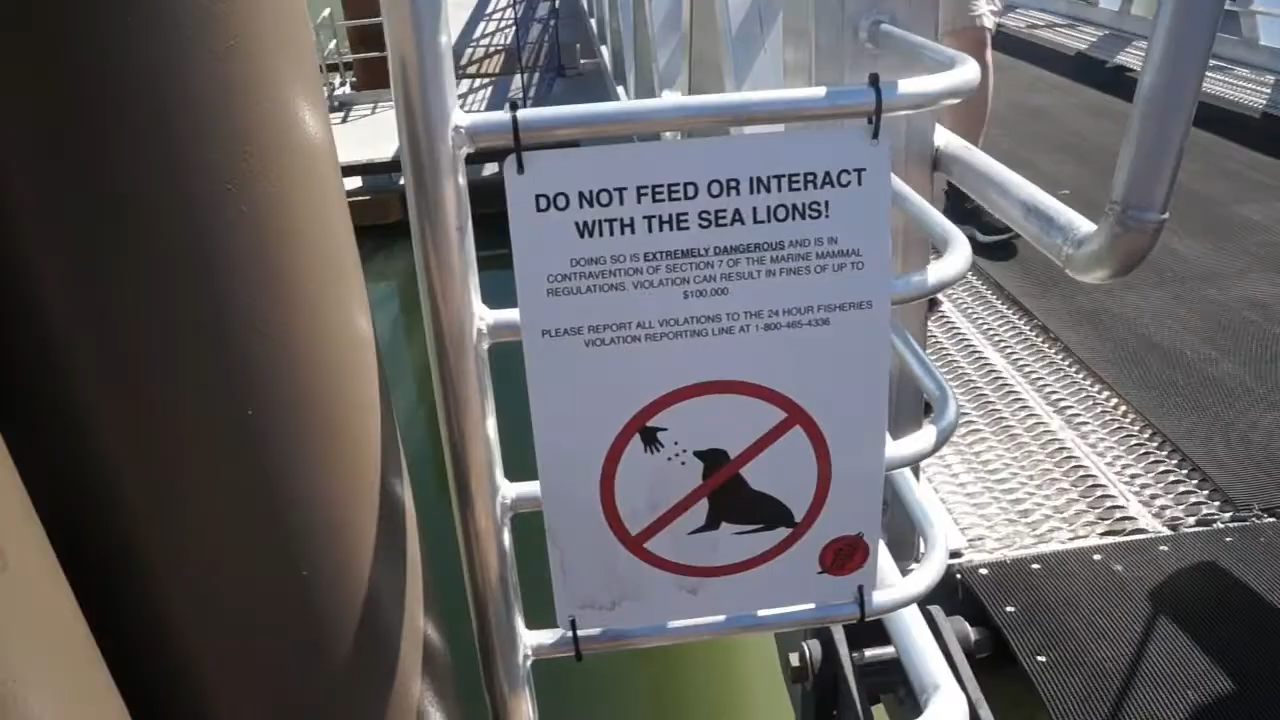 DO NOT FEED OR INTERACT
WITH THE SEA LIONS!
DOING SO IS EXTREMELY DANGEROUS AND IS IN
CONTRAVENTION OF SECTION 7 OF THE MARINE MAMMAL
REGULATIONS. VIOLATION CAN RESULT IN FINES OF UP TO
$100,000
PLEASE REPORT ALL VIOLATIONS TO THE 24 HOUR FISHERIES
VIOLATION REPORTING LINE AT 1-800-465-4336